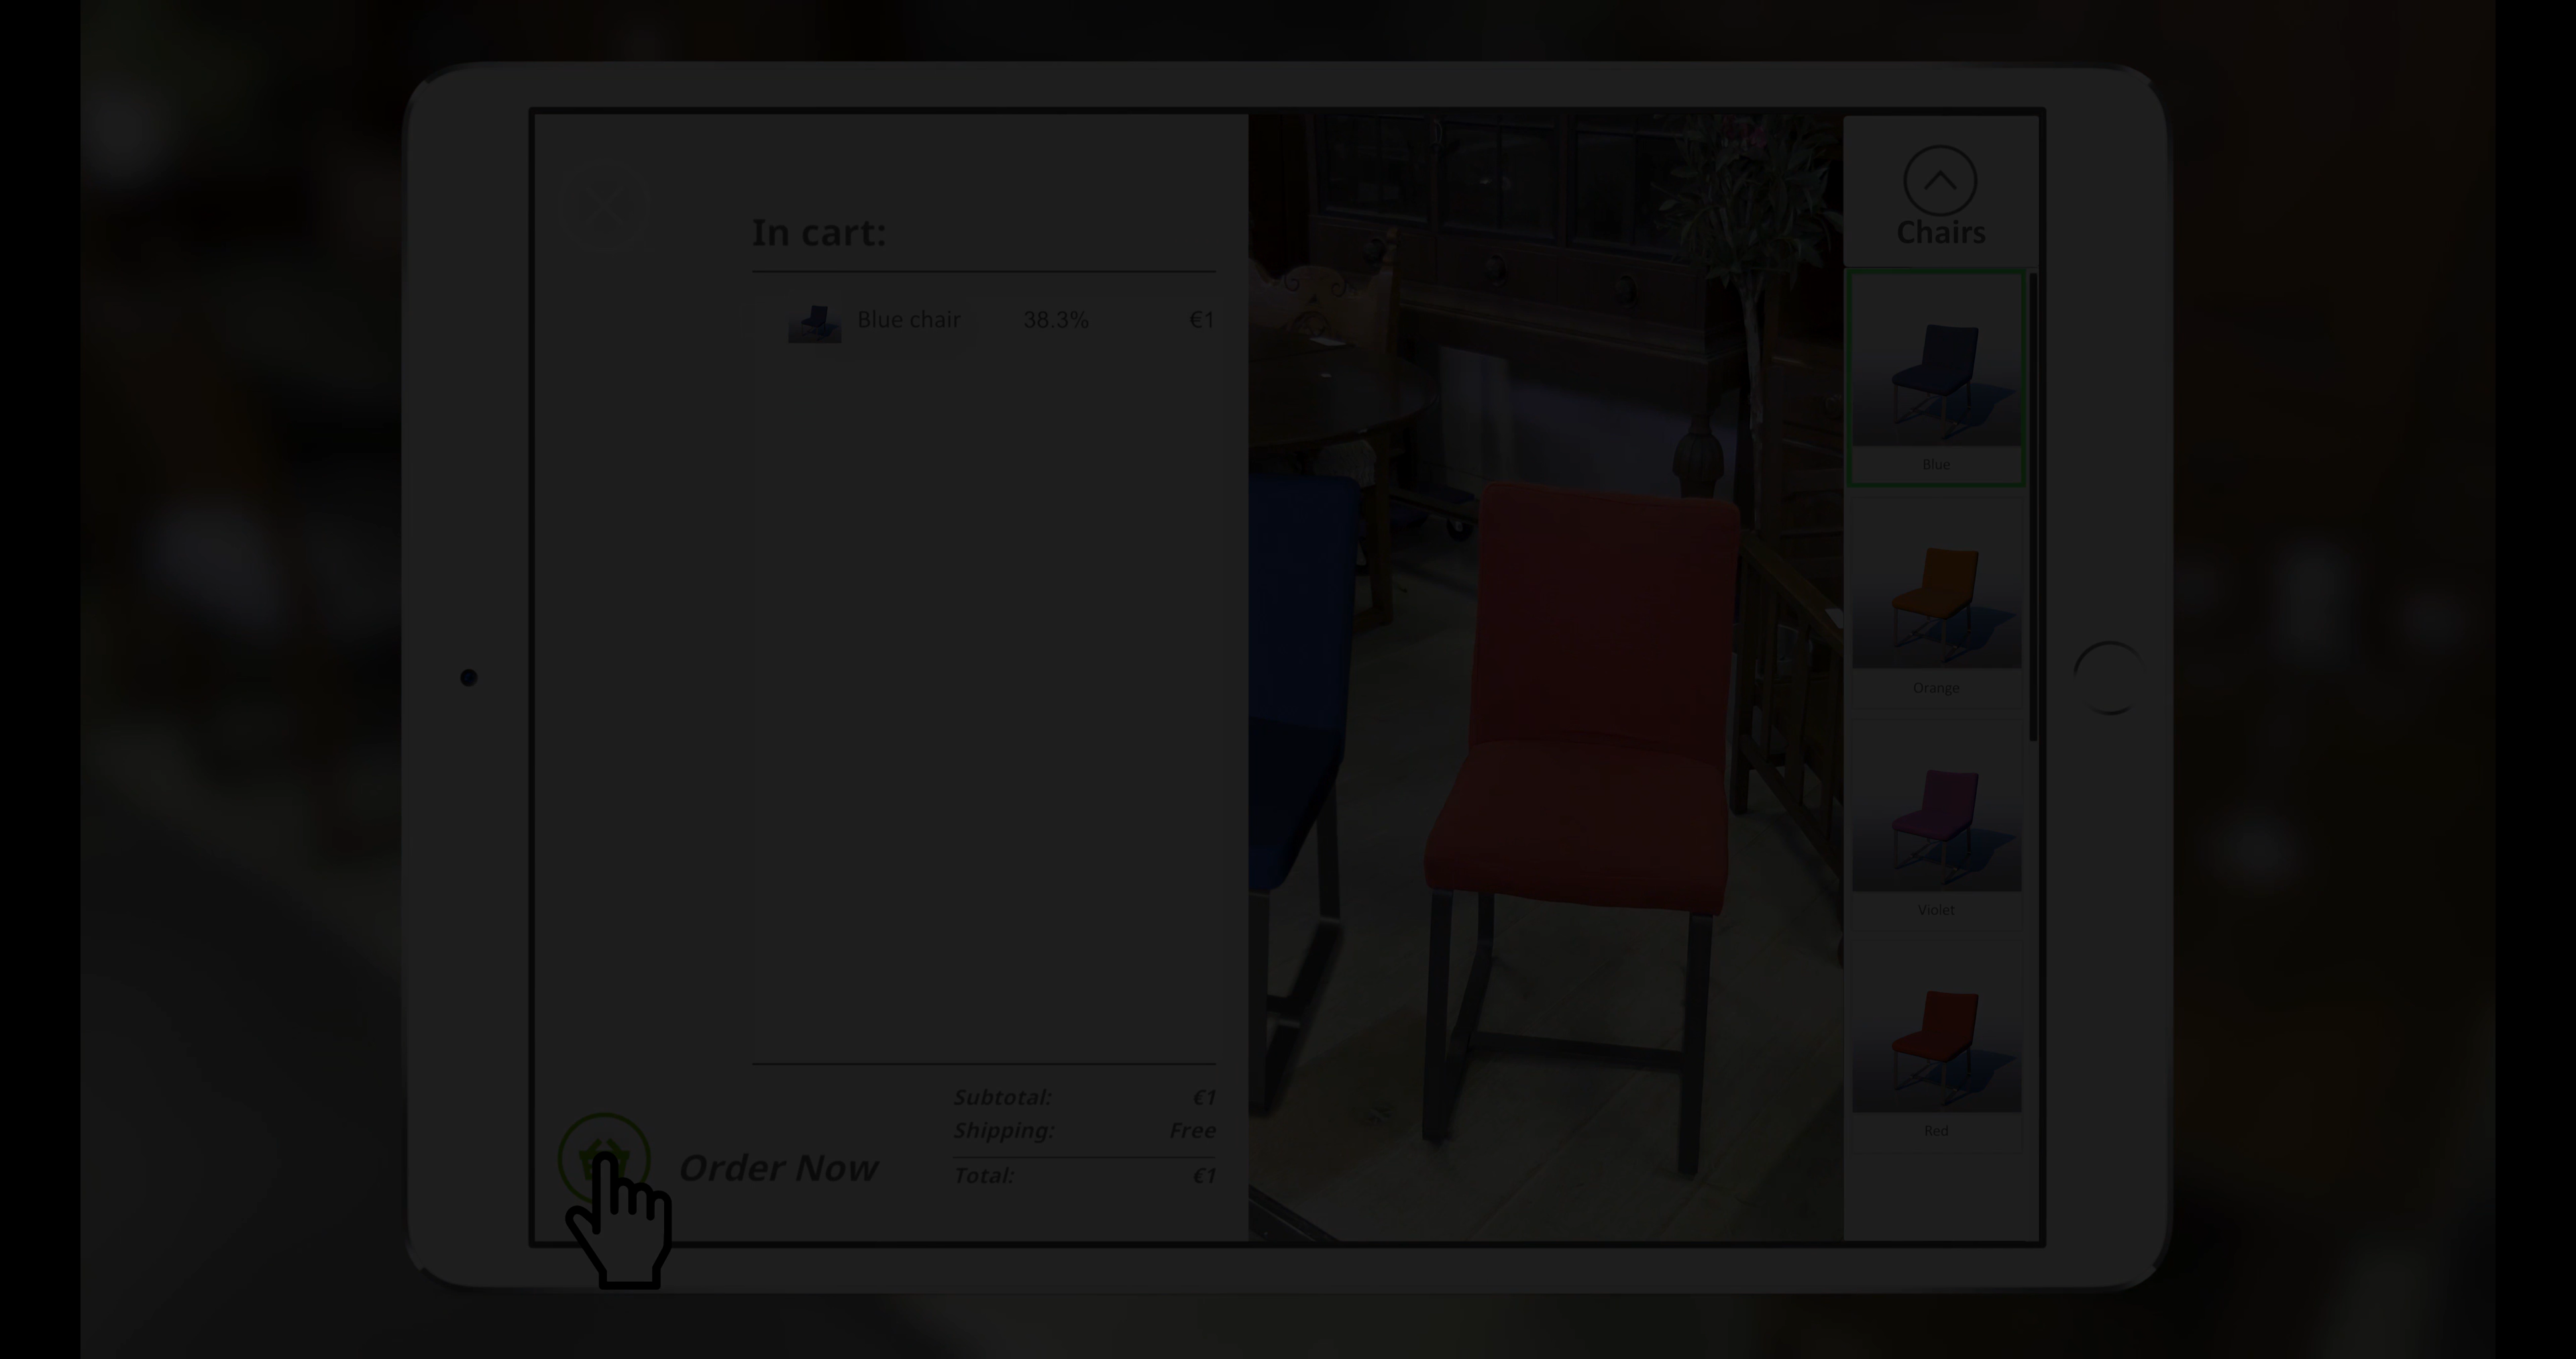 In cart:
Blue chair 38.3% €1
Subtotal: €1
Shipping: Free
Order Now
Total: €1
Chairs
Blue
Orange
Violet
Red